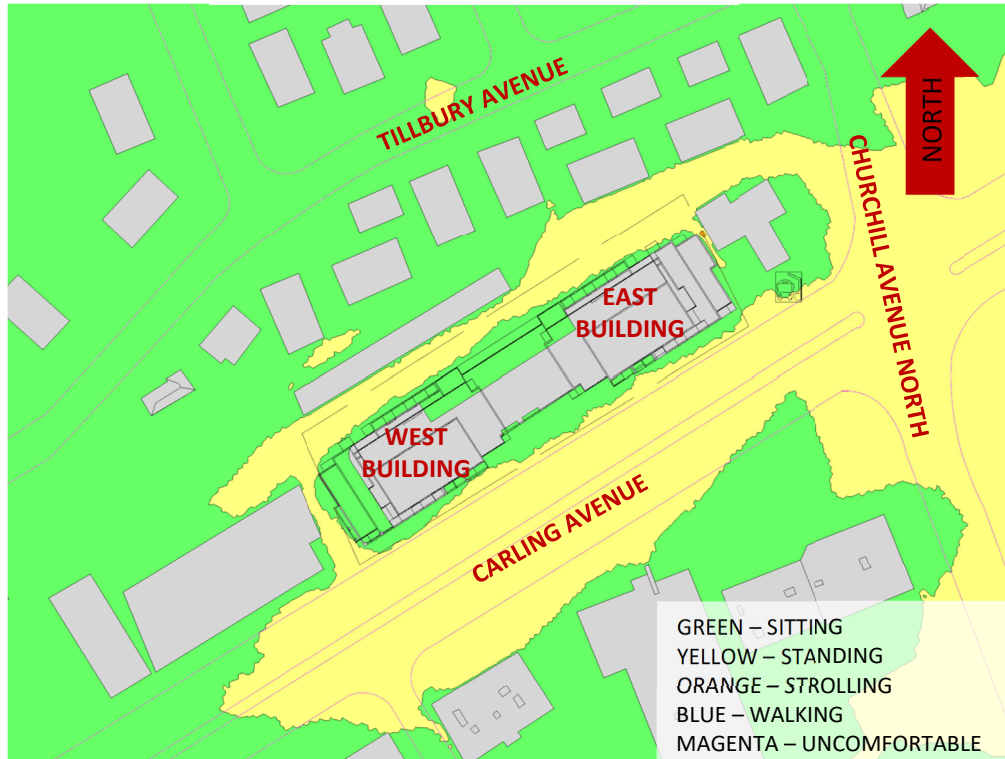 TILLBURY AVENUE
NORTH
CHURCHILL AVENUE NORTH
EAST
BUILDING
WEST
BUILDING
CARLING AVENUE
GREEN – SITTING
YELLOW – STANDING
ORANGE – STROLLING
BLUE – WALKING
MAGENTA – UNCOMFORTABLE